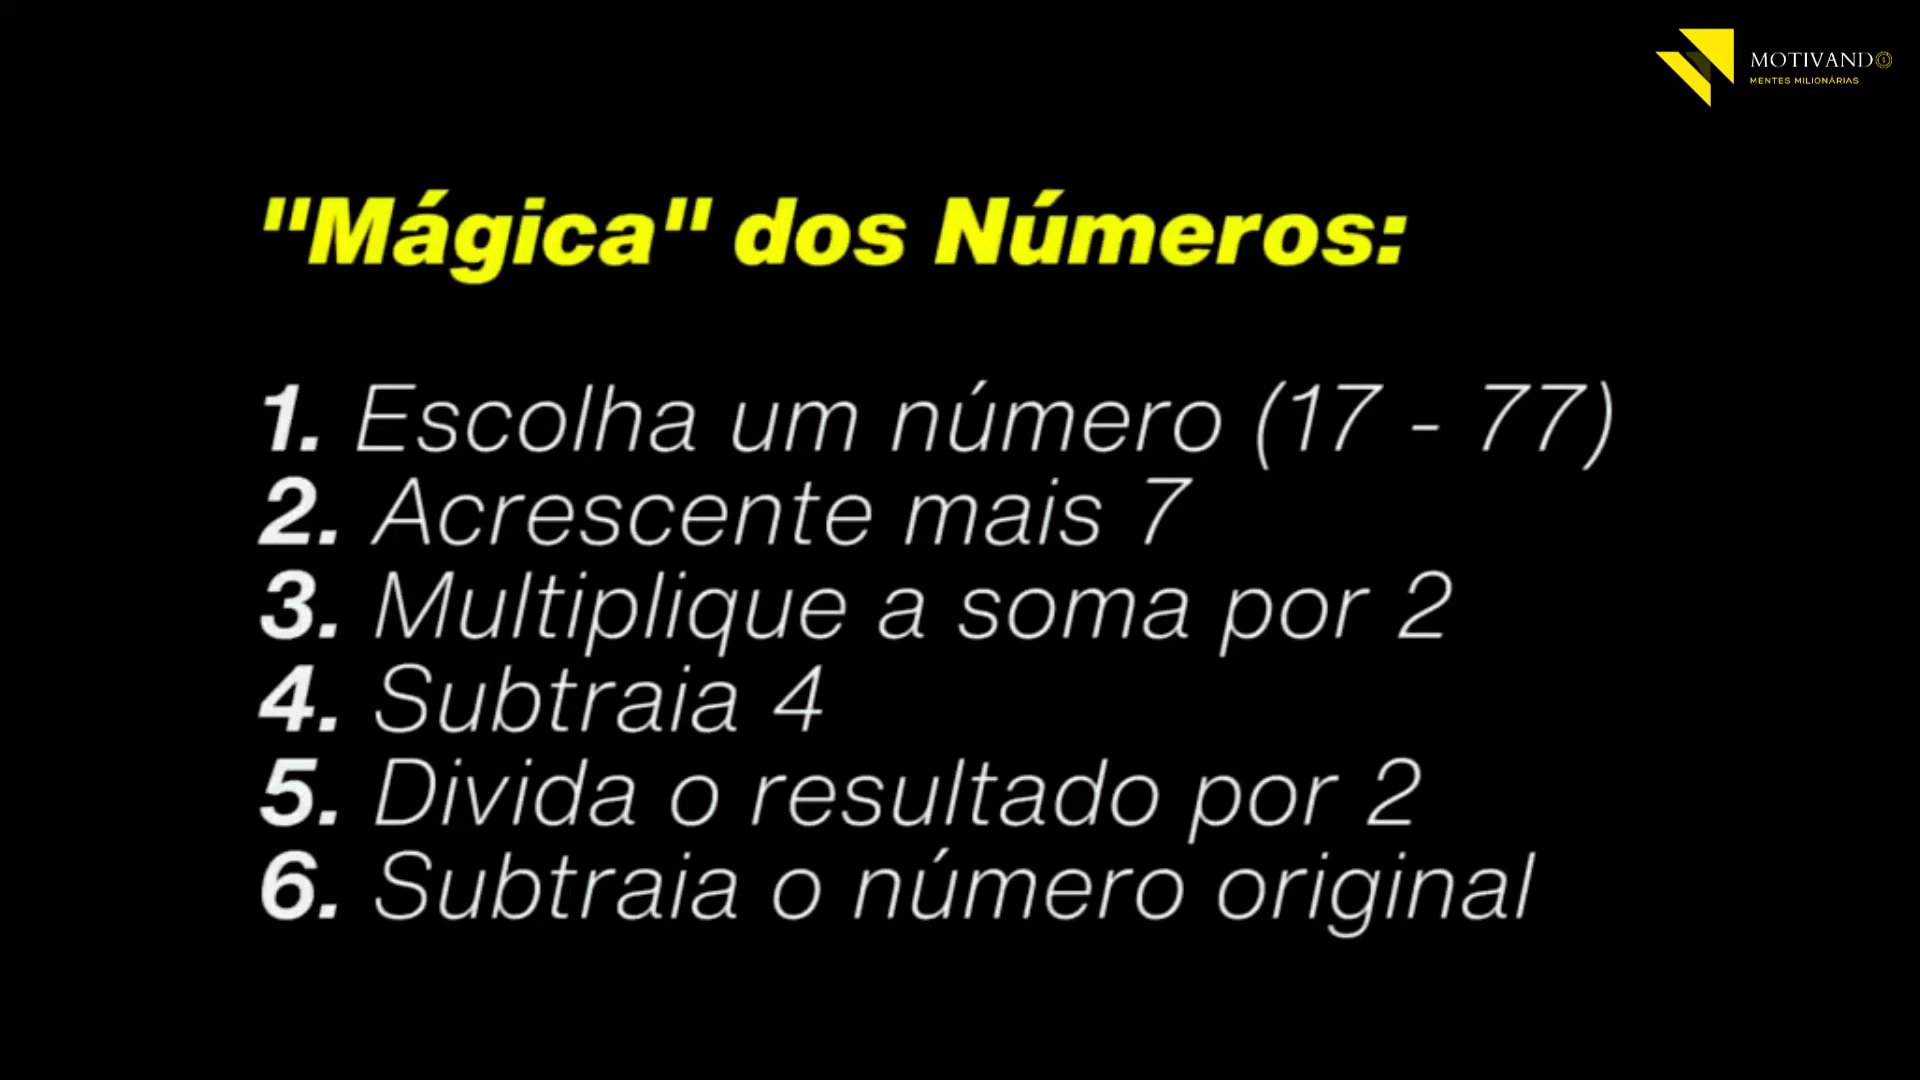 MOTIVANDO
MENTES MILIONÁRIAS
"Mágica" dos Números:
1. Escolha um número (17 - 77)
2. Acrescente mais 7
3. Multiplique a soma por 2
4. Subtraia 4
5. Divida o resultado por 2
6. Subtraia o número original